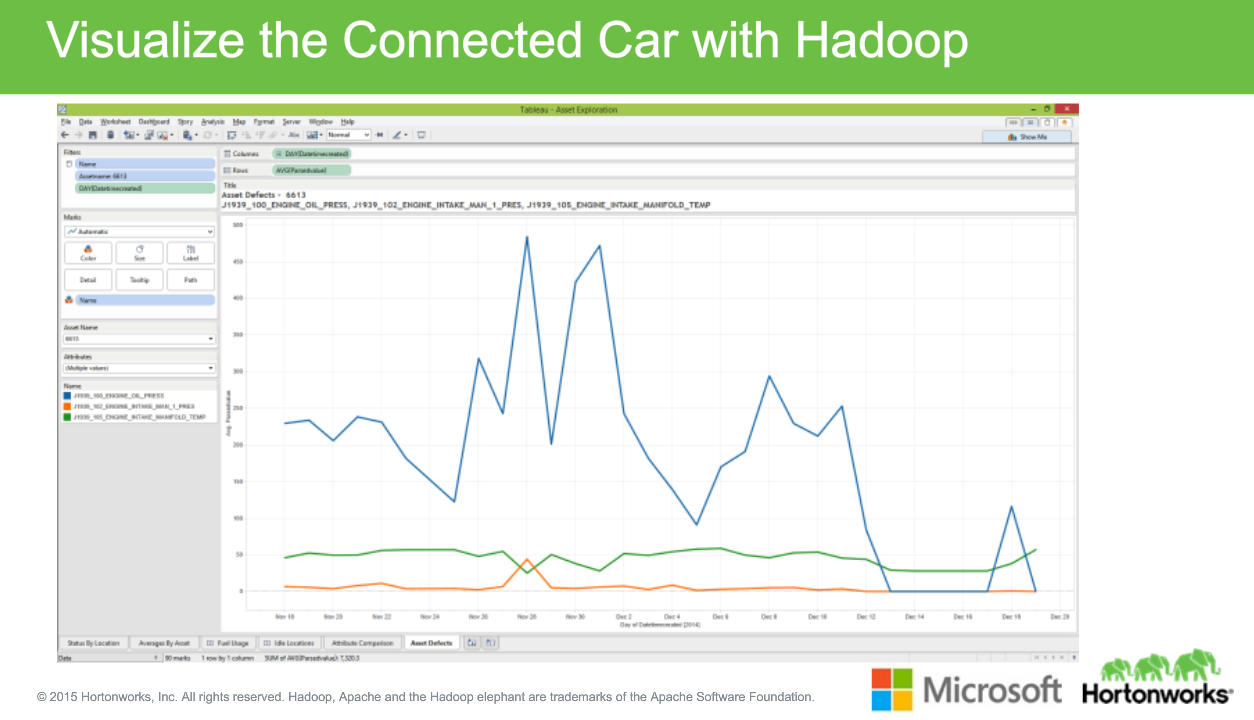 Visualize the Connected Car with Hadoop
Tableau - Asset Exploration
File Data Worksheet Dashboard Story Analysis Map Format Server Window Help
Abc Normal
Show Me
Filters
Name
Assetname: 6613
DAY(Datetimecreated)
Columns DAY(Datetimecreated)
Rows AVG(Parsedvalue)
Title
Asset Defects - 6613
J1939_100_ENGINE_OIL_PRESS, J1939_102_ENGINE_INTAKE_MAN_1_PRES, J1939_105_ENGINE_INTAKE_MANIFOLD_TEMP
Marks
Automatic
Color Size Label
Detail Tooltip Path
Name
Asset Name
6613
Attributes
(Multiple values)
Name
J1939_100_ENGINE_OIL_PRESS
J1939_102_ENGINE_INTAKE_MAN_1_PRES
J1939_105_ENGINE_INTAKE_MANIFOLD_TEMP
500
450
400
350
300
250
200
150
100
50
0
Avg. Parsedvalue
Nov 18 Nov 20 Nov 22 Nov 24 Nov 26 Nov 28 Nov 30 Dec 2 Dec 4 Dec 6 Dec 8 Dec 10 Dec 12 Dec 14 Dec 16 Dec 18 Dec 20
Day of Datetimecreated [2014]
Status By Location Averages By Asset Fuel Usage Idle Locations Attribute Comparison Asset Defects
Data 90 marks 1 row by 1 column SUM of AVG(Parsedvalue): 7,320.3
© 2015 Hortonworks, Inc. All rights reserved. Hadoop, Apache and the Hadoop elephant are trademarks of the Apache Software Foundation.
Microsoft
Hortonworks